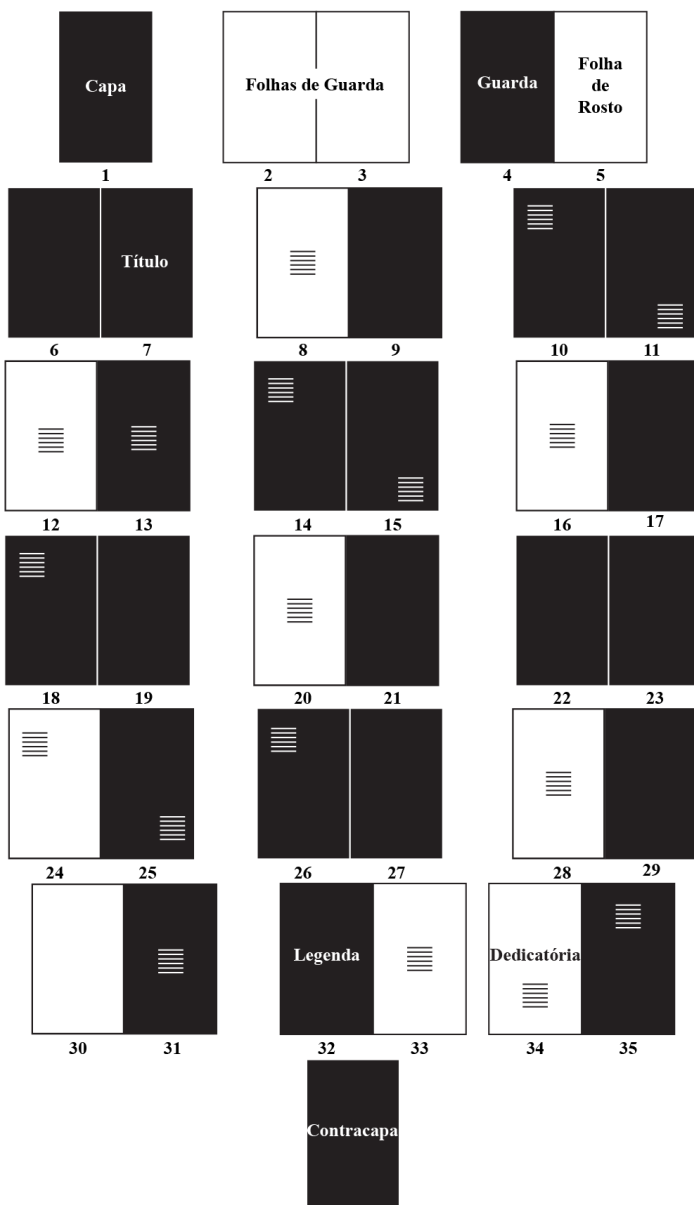 Capa
Folhas de Guarda
Guarda
Folha
de
Rosto
1
2 3
4 5
Título
6 7
8 9
10 11
12 13
14 15
16 17
18 19
20 21
22 23
24 25
26 27
28 29
Legenda
Dedicatória
30 31
32 33
34 35
Contracapa